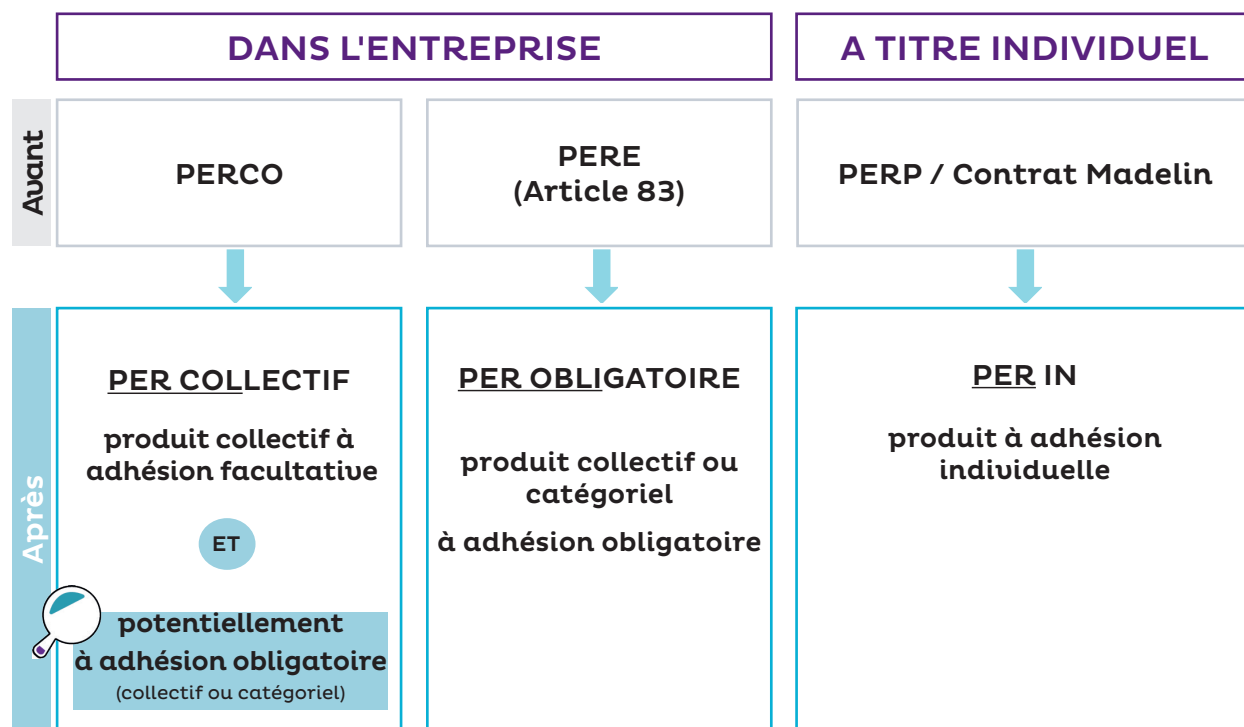 DANS L'ENTREPRISE
A TITRE INDIVIDUEL
Avant
PERCO
PERE
(Article 83)
PERP / Contrat Madelin
Après
PER COLLECTIF
produit collectif à
adhésion facultative
ET
potentiellement
à adhésion obligatoire
(collectif ou catégoriel)
PER OBLIGATOIRE
produit collectif ou
catégoriel
à adhésion obligatoire
PER IN
produit à adhésion
individuelle